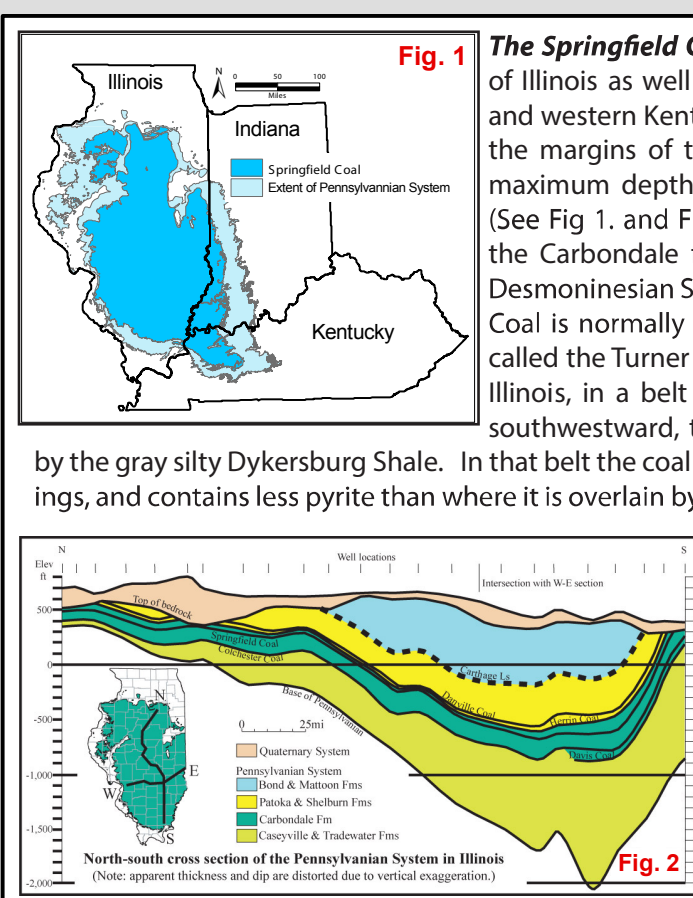 Fig. 1
Illinois
N
0 50 100
Miles
Indiana
Springfield Coal
Extent of Pennsylvannian System
Kentucky
The Springfield C
of Illinois as well
and western Kent
the margins of t
maximum depth
(See Fig 1. and F
the Carbondale
Desmoninesian S
Coal is normally
called the Turner
Illinois, in a belt
southwestward, t
by the gray silty Dykersburg Shale. In that belt the coal
ings, and contains less pyrite than where it is overlain by
N
S
Elev
ft
Well locations
Intersection with W-E section
500
0
-500
-1,000
-1,500
-2,000
Top of bedrock
Springfield Coal
Colchester Coal
Base of Pennsylvanian
Carthage Ls
Danville Coal
Herrin Coal
Davis Coal
N
E
W
S
0 25mi
Quaternary System
Pennsylvanian System
Bond & Mattoon Fms
Patoka & Shelburn Fms
Carbondale Fm
Caseyville & Tradewater Fms
North-south cross section of the Pennsylvanian System in Illinois
(Note: apparent thickness and dip are distorted due to vertical exaggeration.)
Fig. 2